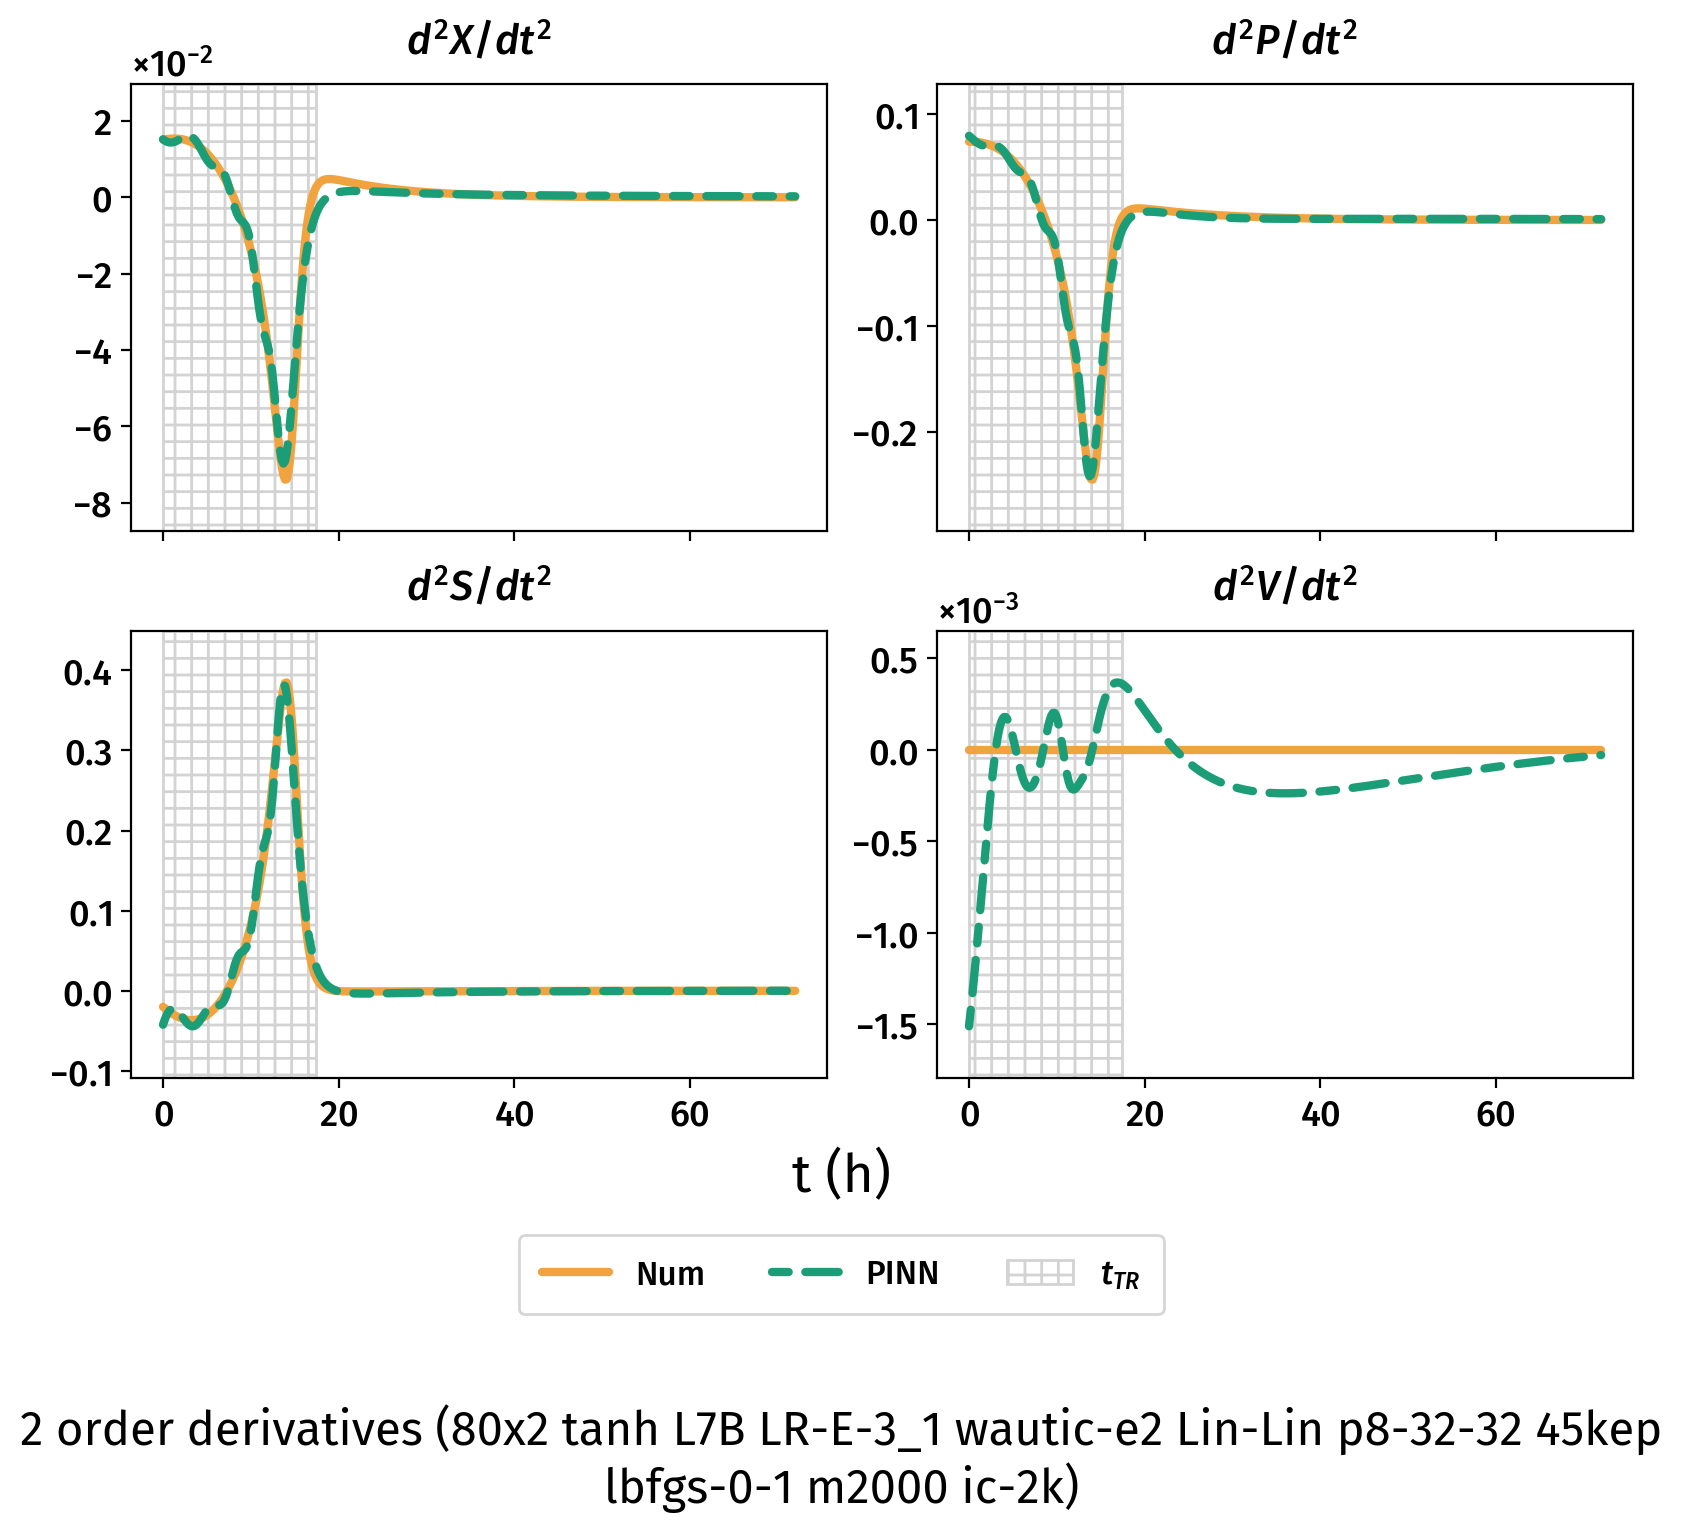 d²X/dt²
×10⁻²
2
0
−2
−4
−6
−8
d²P/dt²
0.1
0.0
−0.1
−0.2
d²S/dt²
0.4
0.3
0.2
0.1
0.0
−0.1
0 20 40 60
d²V/dt²
×10⁻³
0.5
0.0
−0.5
−1.0
−1.5
0 20 40 60
t (h)
Num PINN t_TR
2 order derivatives (80x2 tanh L7B LR-E-3_1 wautic-e2 Lin-Lin p8-32-32 45kep
lbfgs-0-1 m2000 ic-2k)